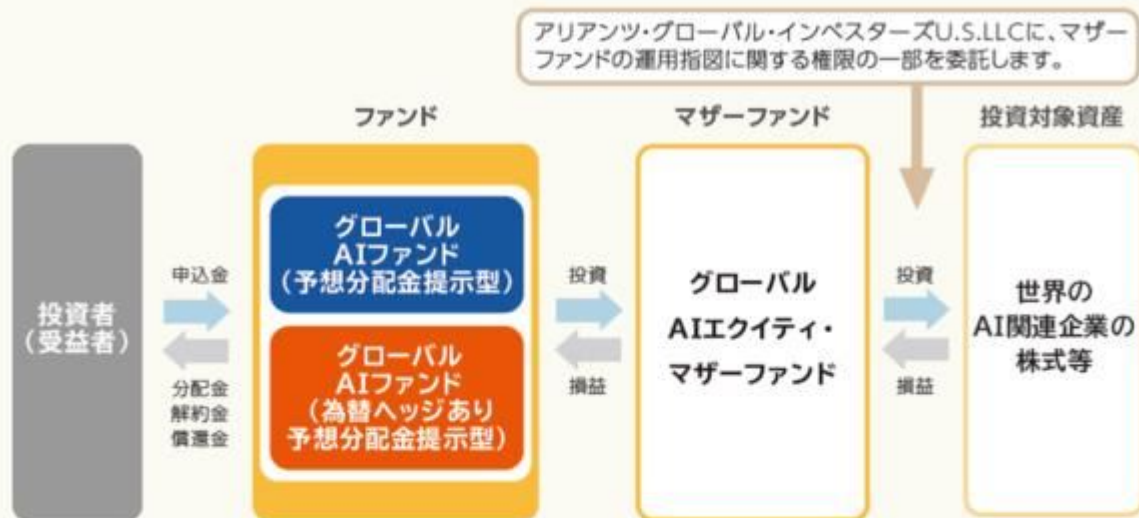 アリアンツ・グローバル・インベスターズU.S.LLCに、マザー
ファンドの運用指図に関する権限の一部を委託します。
ファンド
マザーファンド
投資対象資産
投資者
(受益者)
申込金
分配金
解約金
償還金
グローバル
AIファンド
(予想分配金提示型)
グローバル
AIファンド
(為替ヘッジあり
予想分配金提示型)
投資
損益
グローバル
AIエクイティ・
マザーファンド
投資
損益
世界の
AI関連企業の
株式等